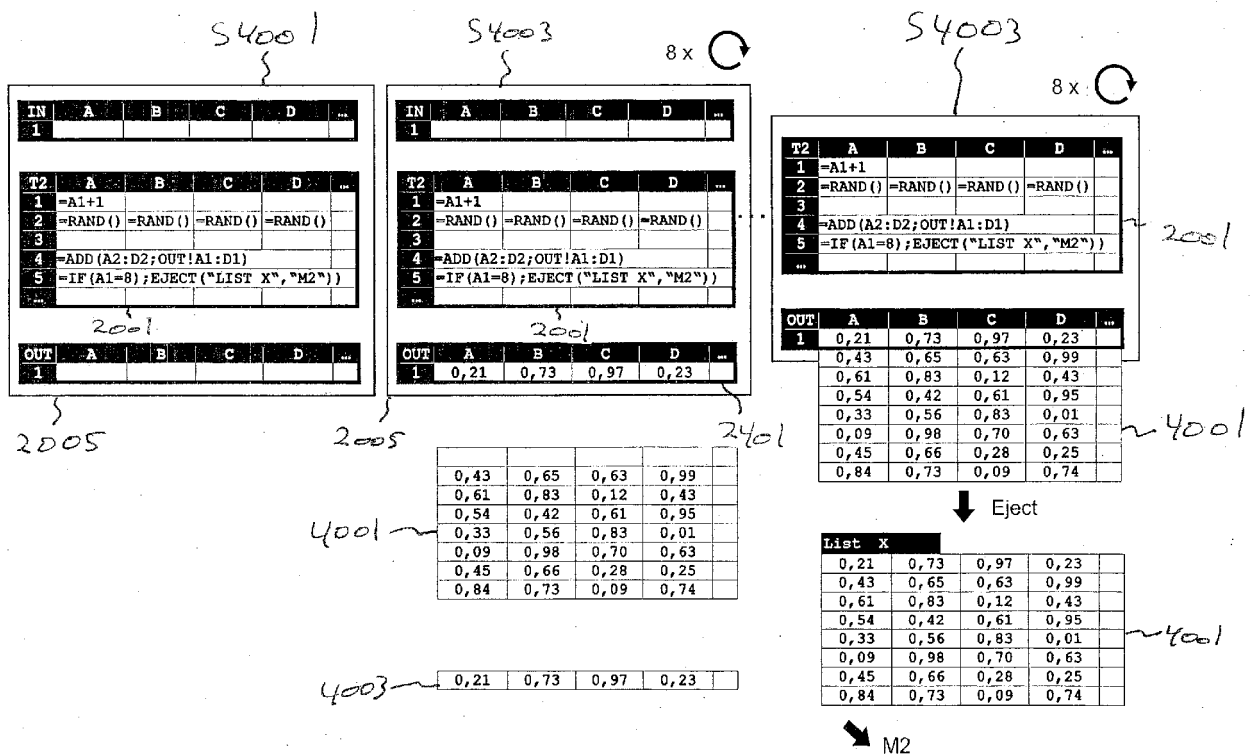 S4001
IN A B C D ...
1
T2 A B C D ...
1 =A1+1
2 =RAND() =RAND() =RAND() =RAND()
3
4 =ADD(A2:D2;OUT!A1:D1)
5 =IF(A1=8);EJECT("LIST X","M2"))
...
2001
OUT A B C D ...
1
2005
S4003
8 x
IN A B C D ...
1
T2 A B C D ...
1 =A1+1
2 =RAND() =RAND() =RAND() =RAND()
3
4 =ADD(A2:D2;OUT!A1:D1)
5 =IF(A1=8);EJECT("LIST X","M2"))
...
2001
OUT A B C D ...
1 0,21 0,73 0,97 0,23
2005
2401
0,43 0,65 0,63 0,99
0,61 0,83 0,12 0,43
0,54 0,42 0,61 0,95
0,33 0,56 0,83 0,01
0,09 0,98 0,70 0,63
0,45 0,66 0,28 0,25
0,84 0,73 0,09 0,74
4001
4003
0,21 0,73 0,97 0,23
S4003
8 x
T2 A B C D ...
1 =A1+1
2 =RAND() =RAND() =RAND() =RAND()
3
4 =ADD(A2:D2;OUT!A1:D1)
5 =IF(A1=8);EJECT("LIST X","M2"))
...
2001
OUT A B C D ...
1 0,21 0,73 0,97 0,23
0,43 0,65 0,63 0,99
0,61 0,83 0,12 0,43
0,54 0,42 0,61 0,95
0,33 0,56 0,83 0,01
0,09 0,98 0,70 0,63
0,45 0,66 0,28 0,25
0,84 0,73 0,09 0,74
4001
Eject
List X
0,21 0,73 0,97 0,23
0,43 0,65 0,63 0,99
0,61 0,83 0,12 0,43
0,54 0,42 0,61 0,95
0,33 0,56 0,83 0,01
0,09 0,98 0,70 0,63
0,45 0,66 0,28 0,25
0,84 0,73 0,09 0,74
4001
M2